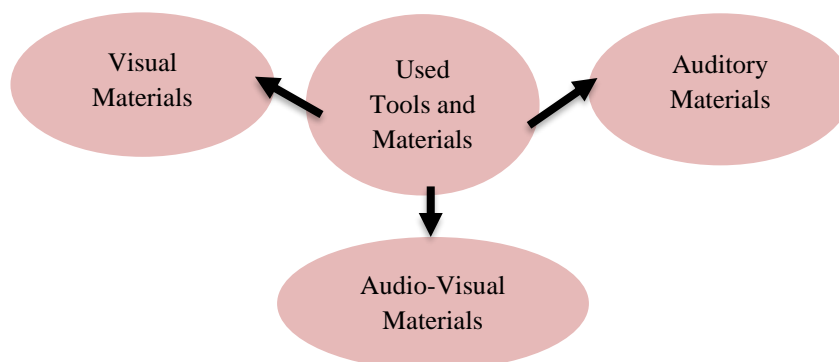 Visual
Materials
Used
Tools and
Materials
Auditory
Materials
Audio-Visual
Materials